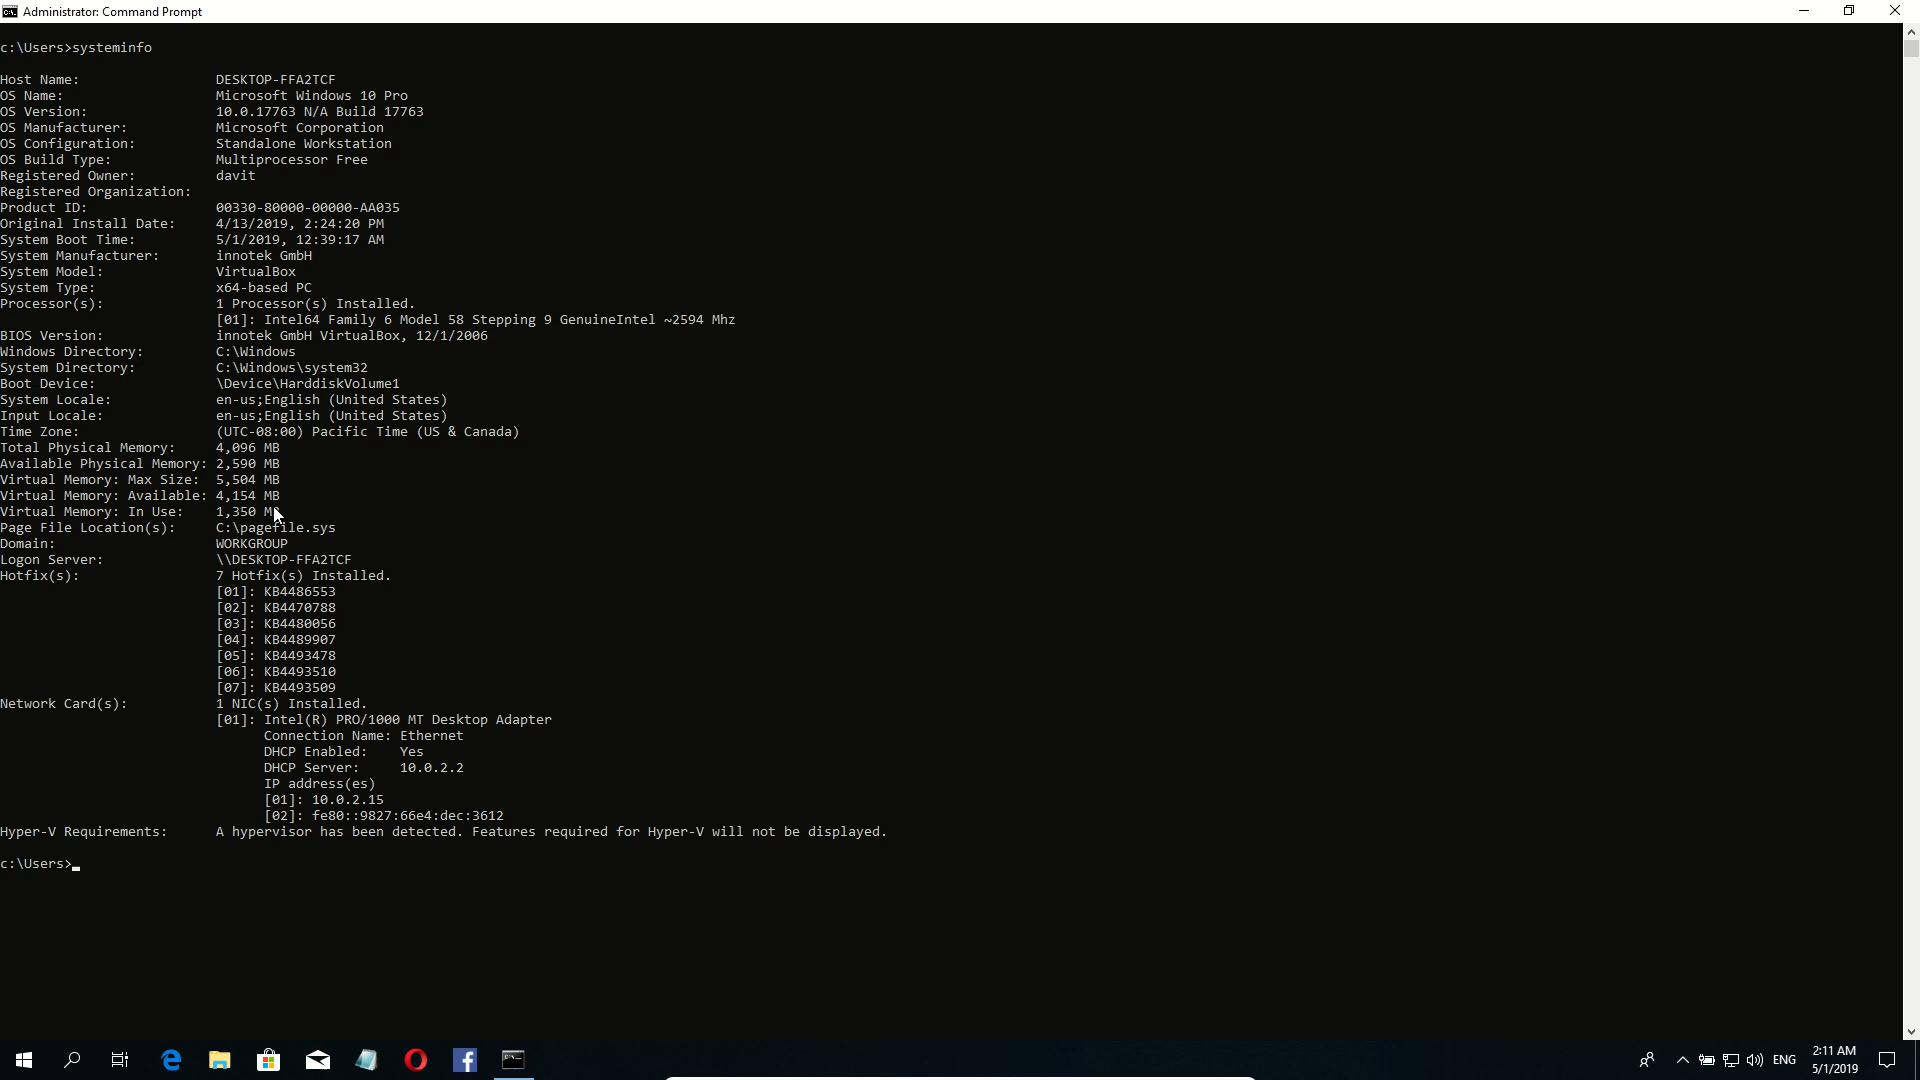 Administrator: Command Prompt
c:\Users>systeminfo
Host Name: DESKTOP-FFA2TCF
OS Name: Microsoft Windows 10 Pro
OS Version: 10.0.17763 N/A Build 17763
OS Manufacturer: Microsoft Corporation
OS Configuration: Standalone Workstation
OS Build Type: Multiprocessor Free
Registered Owner: davit
Registered Organization:
Product ID: 00330-80000-00000-AA035
Original Install Date: 4/13/2019, 2:24:20 PM
System Boot Time: 5/1/2019, 12:39:17 AM
System Manufacturer: innotek GmbH
System Model: VirtualBox
System Type: x64-based PC
Processor(s): 1 Processor(s) Installed.
[01]: Intel64 Family 6 Model 58 Stepping 9 GenuineIntel ~2594 Mhz
BIOS Version: innotek GmbH VirtualBox, 12/1/2006
Windows Directory: C:\Windows
System Directory: C:\Windows\system32
Boot Device: \Device\HarddiskVolume1
System Locale: en-us;English (United States)
Input Locale: en-us;English (United States)
Time Zone: (UTC-08:00) Pacific Time (US & Canada)
Total Physical Memory: 4,096 MB
Available Physical Memory: 2,590 MB
Virtual Memory: Max Size: 5,504 MB
Virtual Memory: Available: 4,154 MB
Virtual Memory: In Use: 1,350 MB
Page File Location(s): C:\pagefile.sys
Domain: WORKGROUP
Logon Server: \\DESKTOP-FFA2TCF
Hotfix(s): 7 Hotfix(s) Installed.
[01]: KB4486553
[02]: KB4470788
[03]: KB4480056
[04]: KB4489907
[05]: KB4493478
[06]: KB4493510
[07]: KB4493509
Network Card(s): 1 NIC(s) Installed.
[01]: Intel(R) PRO/1000 MT Desktop Adapter
Connection Name: Ethernet
DHCP Enabled: Yes
DHCP Server: 10.0.2.2
IP address(es)
[01]: 10.0.2.15
[02]: fe80::9827:66e4:dec:3612
Hyper-V Requirements: A hypervisor has been detected. Features required for Hyper-V will not be displayed.
c:\Users>
ENG
2:11 AM
5/1/2019